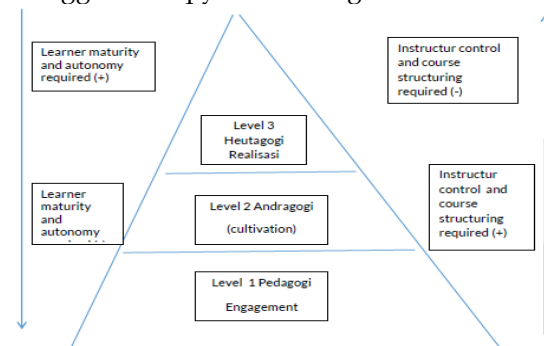 Learner maturity
and autonomy
required (+)
Instructur control
and course
structuring
required (-)
Level 3
Heutagogi
Realisasi
Learner
maturity
and
autonomy
Level 2 Andragogi
(cultivation)
Instructur
control and
course
structuring
required (+)
Level 1 Pedagogi
Engagement